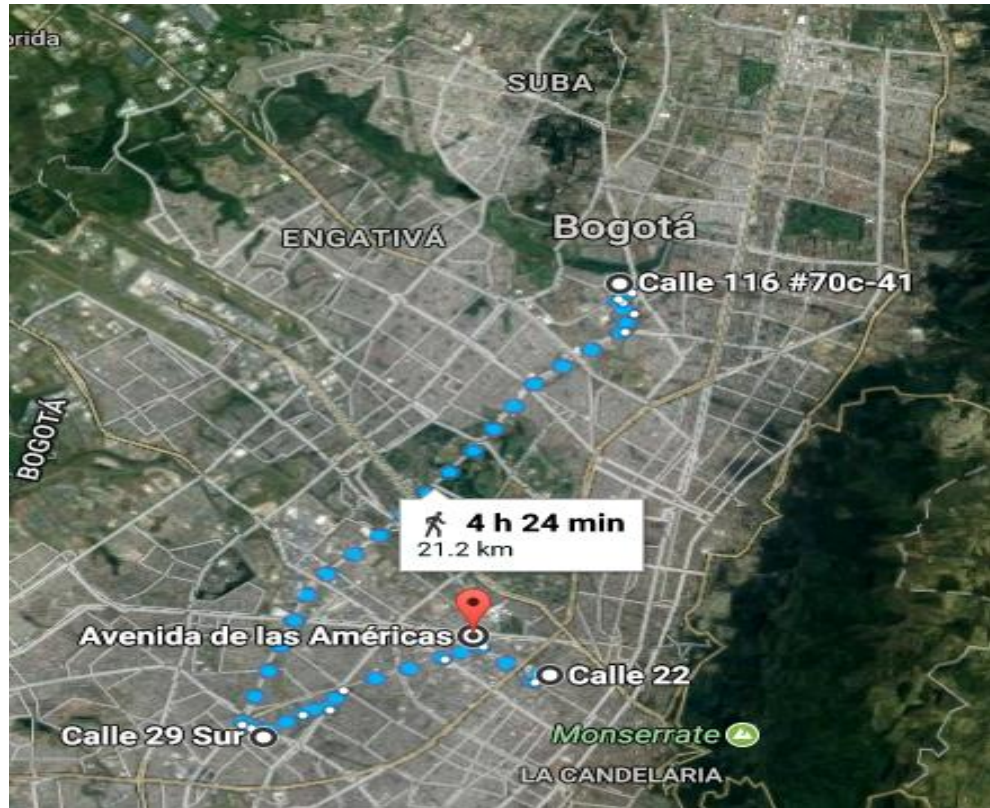 orida
SUBA
ENGATIVÁ
Bogotá
Calle 116 #70c-41
BOGOTÁ
4 h 24 min
21.2 km
Avenida de las Américas
Calle 22
Calle 29 Sur
Monserrate
LA CANDELARIA